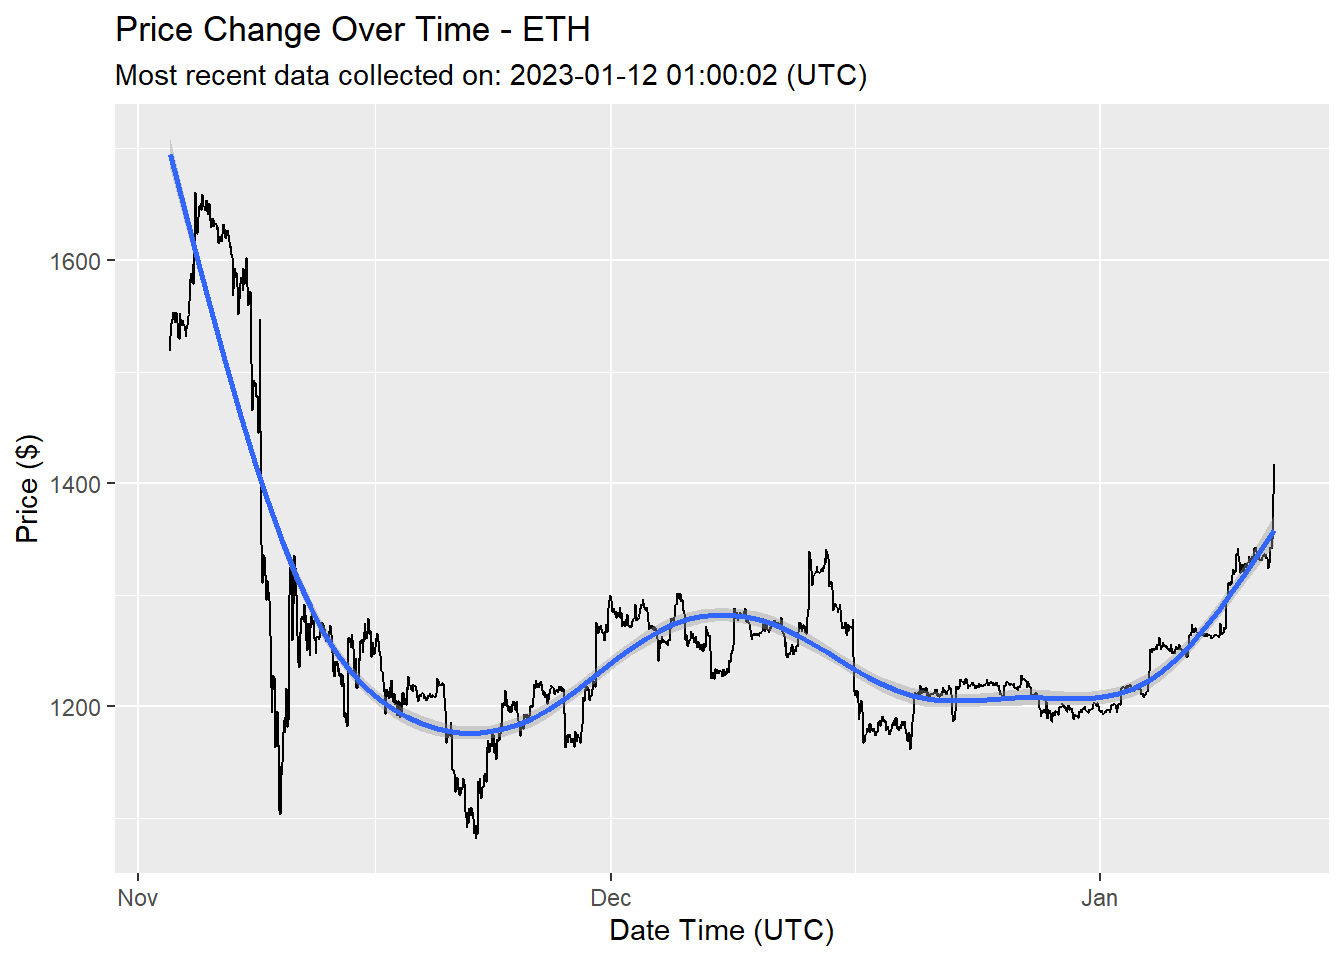 Price Change Over Time - ETH
Most recent data collected on: 2023-01-12 01:00:02 (UTC)
Price ($)
1600
1400
1200
Nov
Dec
Jan
Date Time (UTC)